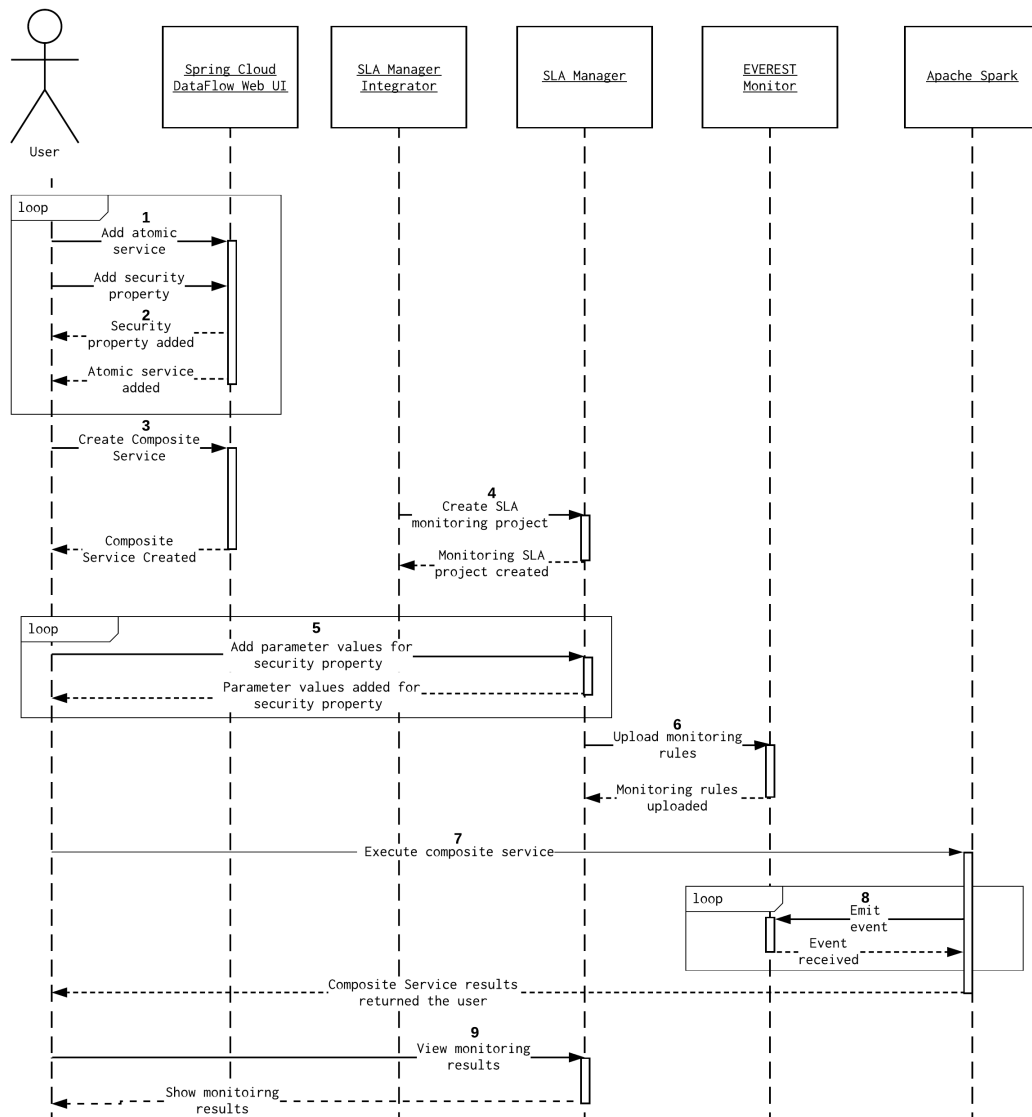 Spring Cloud
DataFlow Web UI
SLA Manager
Integrator
SLA Manager
EVEREST
Monitor
Apache Spark
User
loop
1
Add atomic
service
Add security
property
2
Security
property added
Atomic service
added
3
Create Composite
Service
4
Create SLA
monitoring project
Composite
Service Created
Monitoring SLA
project created
loop
5
Add parameter values for
security property
Parameter values added for
security property
6
Upload monitoring
rules
Monitoring rules
uploaded
7
Execute composite service
loop
8
Emit
event
Event
received
Composite Service results
returned the user
9
View monitoring
results
Show monitoirng
results